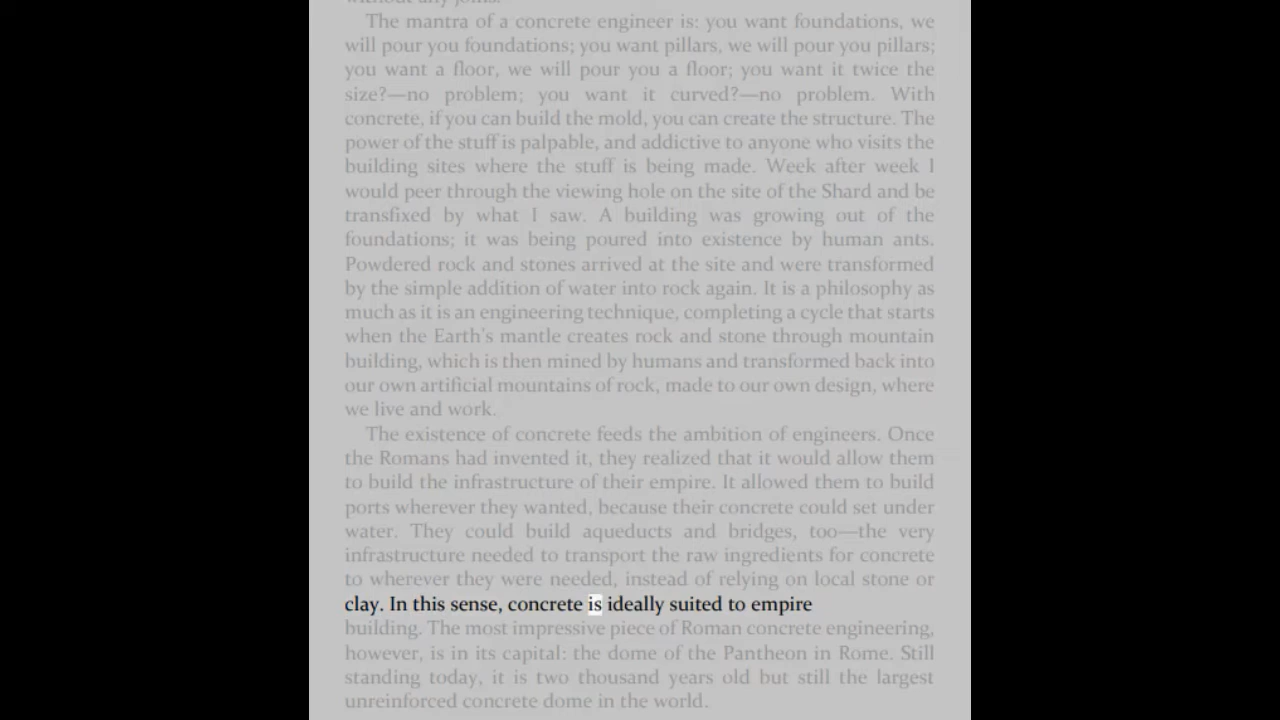 without any joins.
The mantra of a concrete engineer is: you want foundations, we
will pour you foundations; you want pillars, we will pour you pillars;
you want a floor, we will pour you a floor; you want it twice the
size?—no problem; you want it curved?—no problem. With
concrete, if you can build the mold, you can create the structure. The
power of the stuff is palpable, and addictive to anyone who visits the
building sites where the stuff is being made. Week after week I
would peer through the viewing hole on the site of the Shard and be
transfixed by what I saw. A building was growing out of the
foundations; it was being poured into existence by human ants.
Powdered rock and stones arrived at the site and were transformed
by the simple addition of water into rock again. It is a philosophy as
much as it is an engineering technique, completing a cycle that starts
when the Earth's mantle creates rock and stone through mountain
building, which is then mined by humans and transformed back into
our own artificial mountains of rock, made to our own design, where
we live and work.
The existence of concrete feeds the ambition of engineers. Once
the Romans had invented it, they realized that it would allow them
to build the infrastructure of their empire. It allowed them to build
ports wherever they wanted, because their concrete could set under
water. They could build aqueducts and bridges, too—the very
infrastructure needed to transport the raw ingredients for concrete
to wherever they were needed, instead of relying on local stone or
clay. In this sense, concrete is ideally suited to empire
building. The most impressive piece of Roman concrete engineering,
however, is in its capital: the dome of the Pantheon in Rome. Still
standing today, it is two thousand years old but still the largest
unreinforced concrete dome in the world.